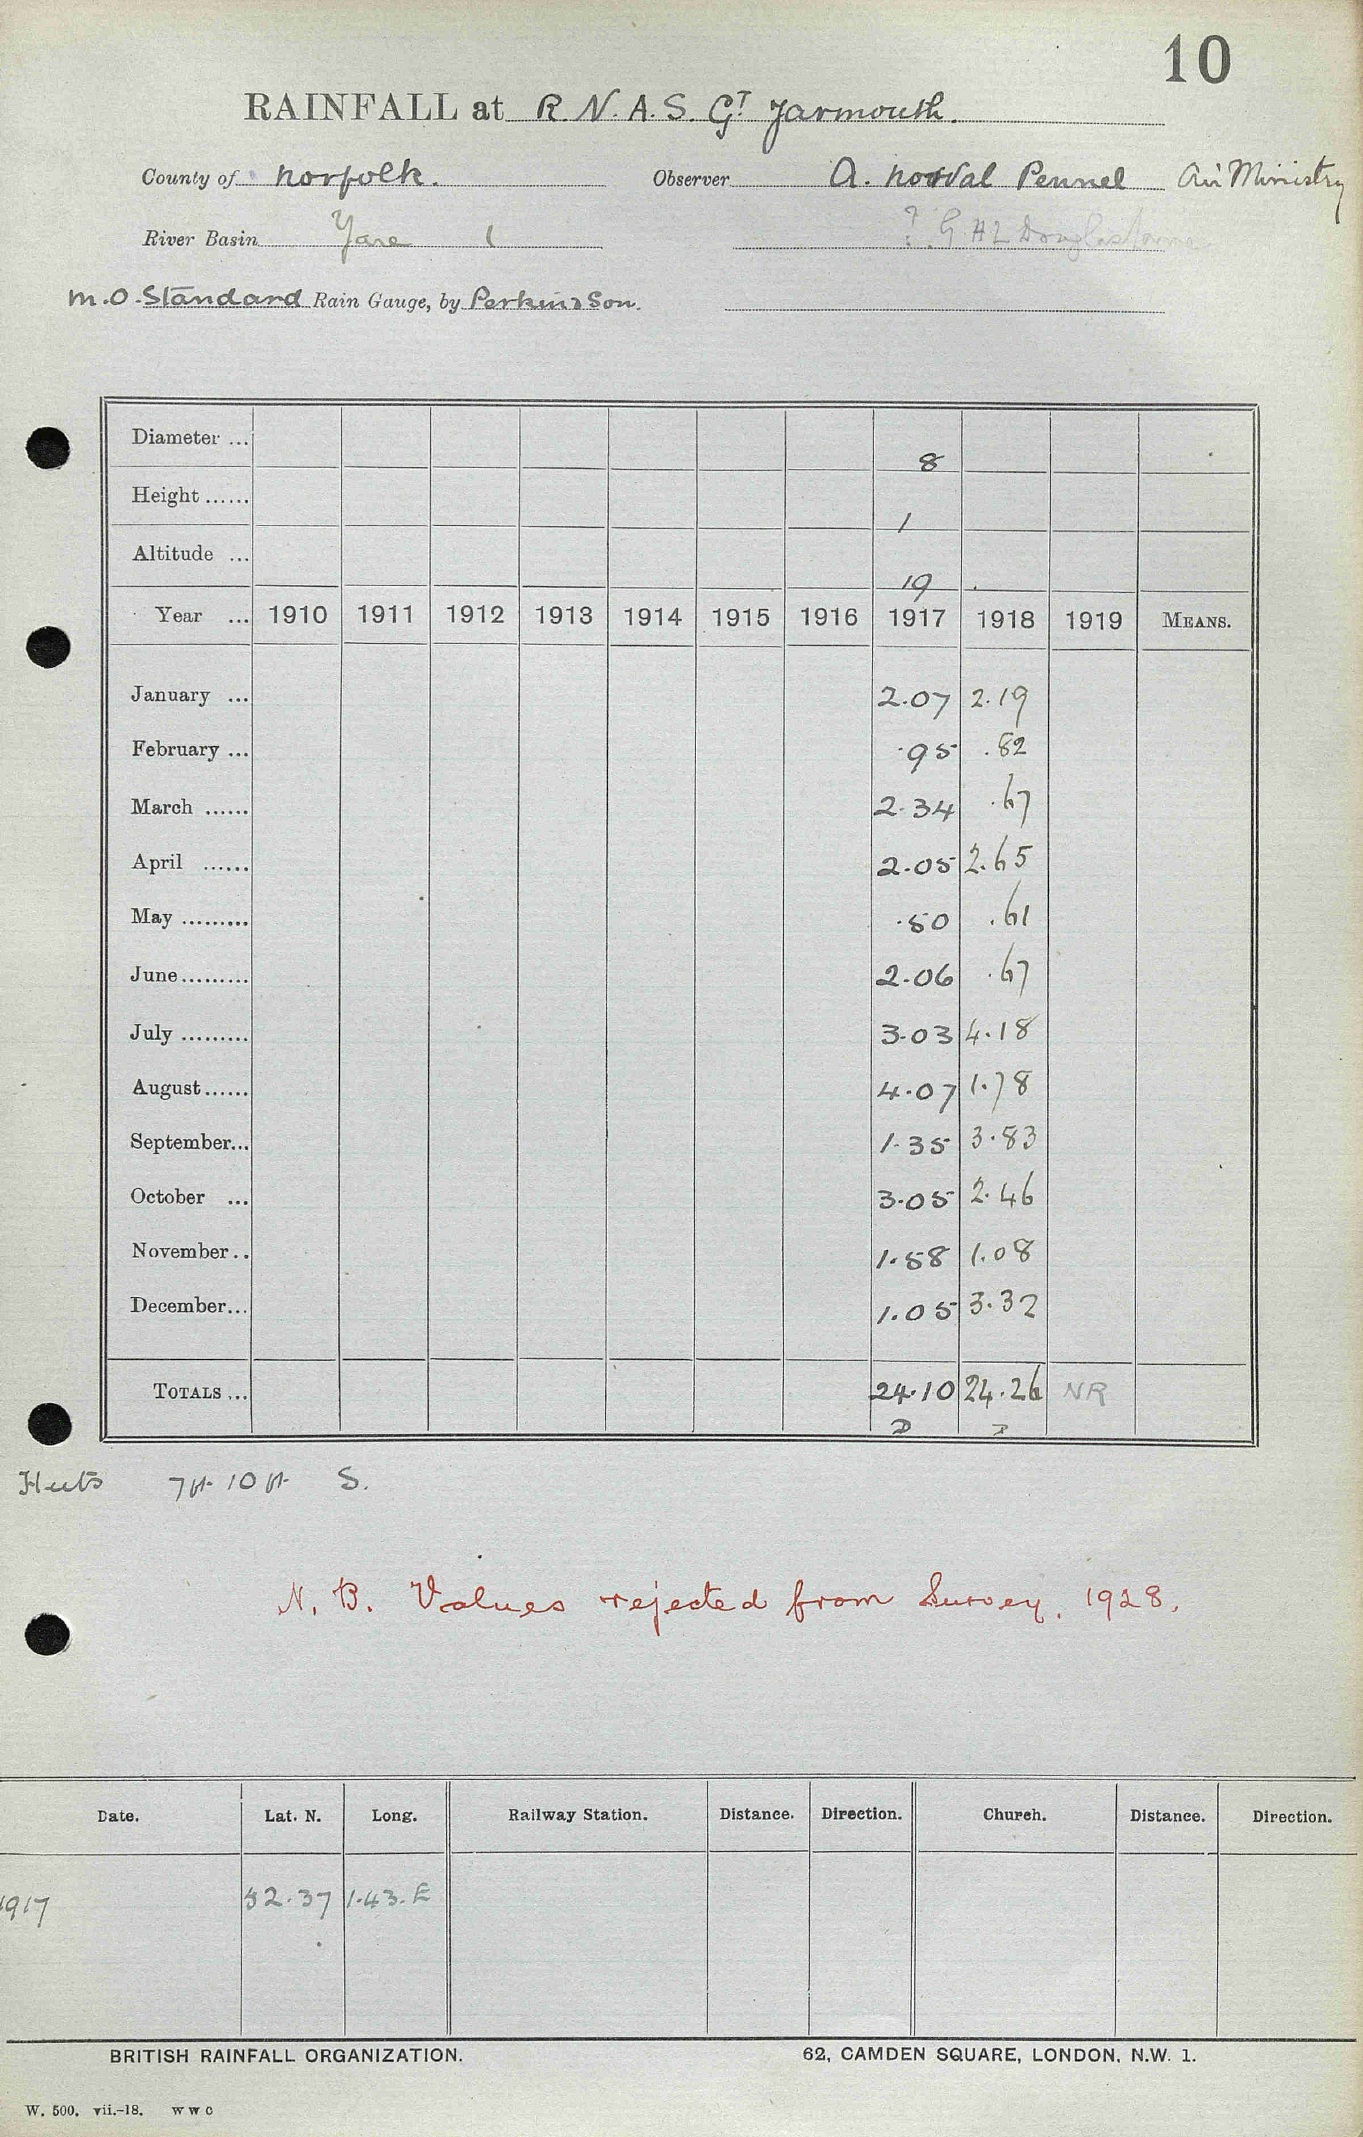 10
RAINFALL at R.N.A.S. Gt Yarmouth.
County of Norfolk. Observer A. Norval Pennel Air Ministry
River Basin Yare 1 ? G H L Douglas
M.O. Standard Rain Gauge, by Perkin & Son.
Diameter ... 8
Height ...... 1
Altitude ... 19
Year ... 1910 1911 1912 1913 1914 1915 1916 1917 1918 1919 MEANS.
January ... 2.07 2.19
February ... .95 .82
March ...... 2.34 .67
April ...... 2.05 2.65
May ......... .50 .61
June ......... 2.06 .67
July ......... 3.03 4.18
August ...... 4.07 1.78
September... 1.35 3.83
October ... 3.05 2.46
November .. 1.58 1.08
December... 1.05 3.32
TOTALS ... 24.10 24.26 NR
D D
Huts 7ft 10ft S.
N.B. Values rejected from Survey. 1928.
Date. Lat. N. Long. Railway Station. Distance. Direction. Church. Distance. Direction.
1917 52.37 1.43.E
BRITISH RAINFALL ORGANIZATION. 62, CAMDEN SQUARE, LONDON, N.W. 1.
W. 500. vii.-18. W W C